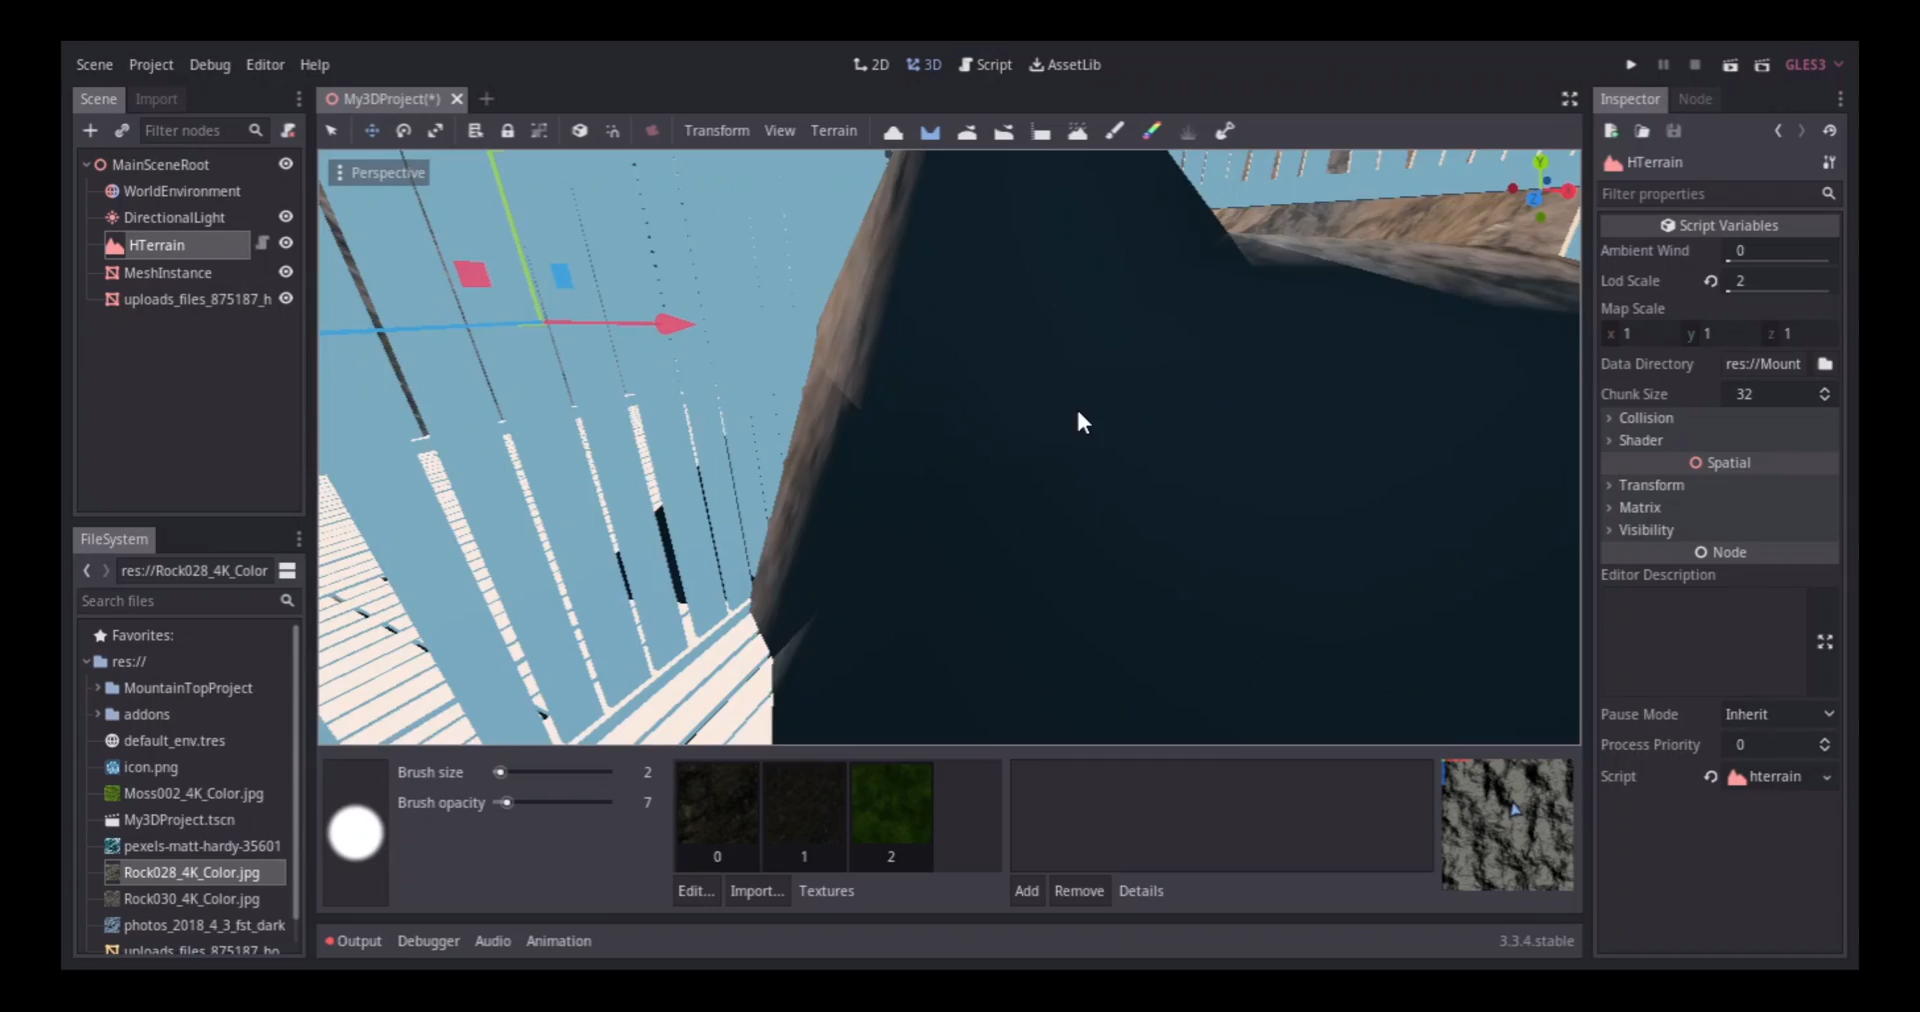 Scene Project Debug Editor Help
2D 3D Script AssetLib
GLES3
Scene Import
Filter nodes
MainSceneRoot
WorldEnvironment
DirectionalLight
HTerrain
MeshInstance
uploads_files_875187_h
FileSystem
res://Rock028_4K_Color
Search files
Favorites:
res://
MountainTopProject
addons
default_env.tres
icon.png
Moss002_4K_Color.jpg
My3DProject.tscn
pexels-matt-hardy-35601
Rock028_4K_Color.jpg
Rock030_4K_Color.jpg
photos_2018_4_3_fst_dark
uploads_files_875187_ho
My3DProject(*)
Transform View Terrain
Perspective
Y
Z
Brush size 2
Brush opacity 7
0 1 2
Edit... Import... Textures
Add Remove Details
Output Debugger Audio Animation
3.3.4.stable
Inspector Node
HTerrain
Filter properties
Script Variables
Ambient Wind 0
Lod Scale 2
Map Scale
x 1 y 1 z 1
Data Directory res://Mount
Chunk Size 32
Collision
Shader
Spatial
Transform
Matrix
Visibility
Node
Editor Description
Pause Mode Inherit
Process Priority 0
Script hterrain